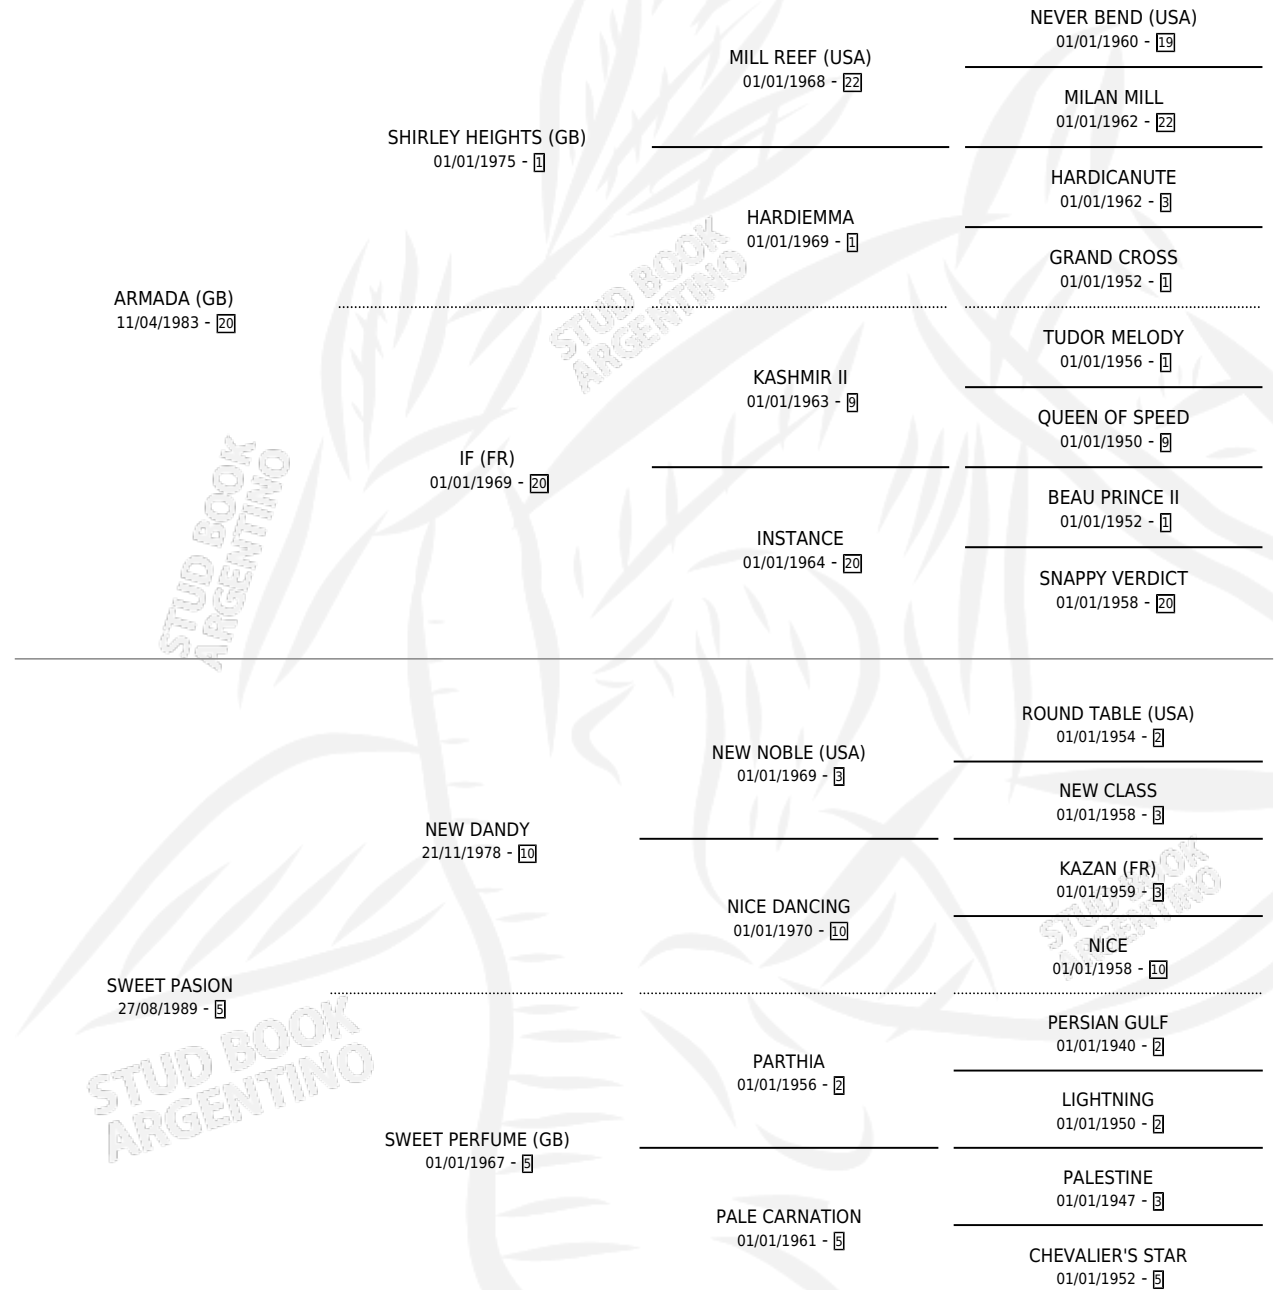 NEVER BEND (USA)
01/01/1960 - 19
MILL REEF (USA)
01/01/1968 - 22
MILAN MILL
01/01/1962 - 22
SHIRLEY HEIGHTS (GB)
01/01/1975 - 1
HARDICANUTE
01/01/1962 - 3
HARDIEMMA
01/01/1969 - 1
GRAND CROSS
01/01/1952 - 1
ARMADA (GB)
11/04/1983 - 20
STUD BOOK
ARGENTINO
TUDOR MELODY
01/01/1956 - 1
KASHMIR II
01/01/1963 - 9
QUEEN OF SPEED
01/01/1950 - 9
IF (FR)
01/01/1969 - 20
BEAU PRINCE II
01/01/1952 - 1
INSTANCE
01/01/1964 - 20
SNAPPY VERDICT
01/01/1958 - 20
STUD BOOK
ARGENTINO
ROUND TABLE (USA)
01/01/1954 - 2
NEW NOBLE (USA)
01/01/1969 - 3
NEW CLASS
01/01/1958 - 3
NEW DANDY
21/11/1978 - 10
KAZAN (FR)
01/01/1959 - 3
NICE DANCING
01/01/1970 - 10
NICE
01/01/1958 - 10
STUD BOOK
ARGENTINO
SWEET PASION
27/08/1989 - 5
PERSIAN GULF
01/01/1940 - 2
PARTHIA
01/01/1956 - 2
LIGHTNING
01/01/1950 - 2
STUD BOOK
ARGENTINO
SWEET PERFUME (GB)
01/01/1967 - 5
PALESTINE
01/01/1947 - 3
PALE CARNATION
01/01/1961 - 5
CHEVALIER'S STAR
01/01/1952 - 5